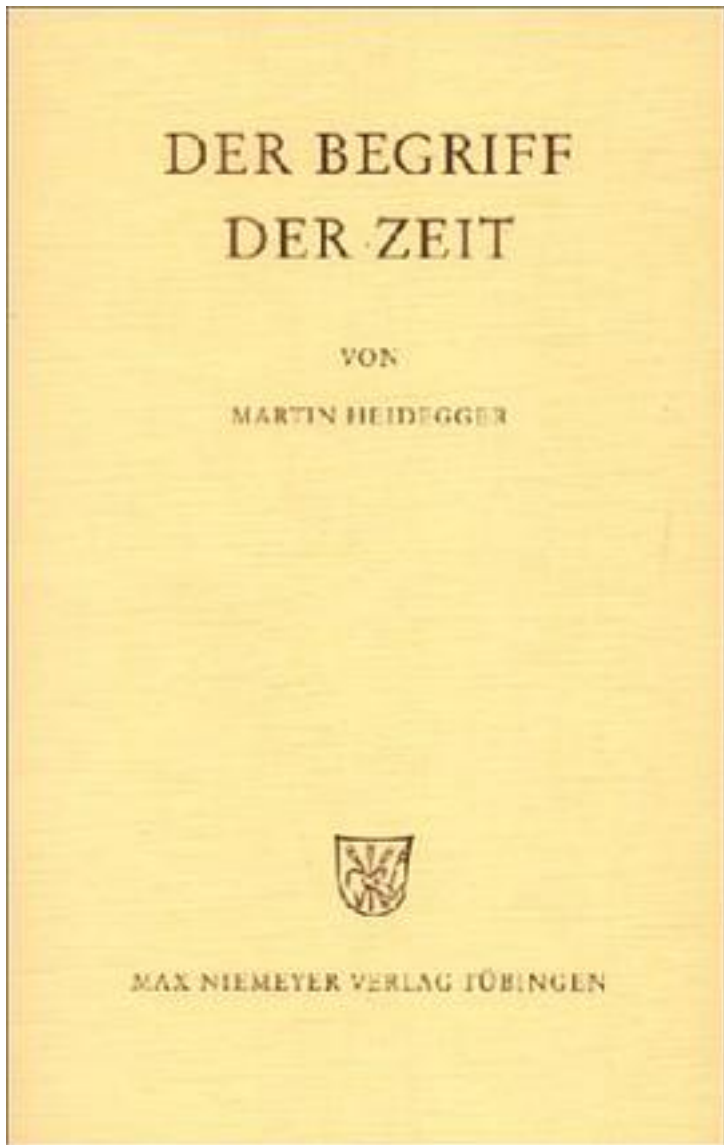 DER BEGRIFF
DER ZEIT
VON
MARTIN HEIDEGGER
MAX NIEMEYER VERLAG TÜBINGEN